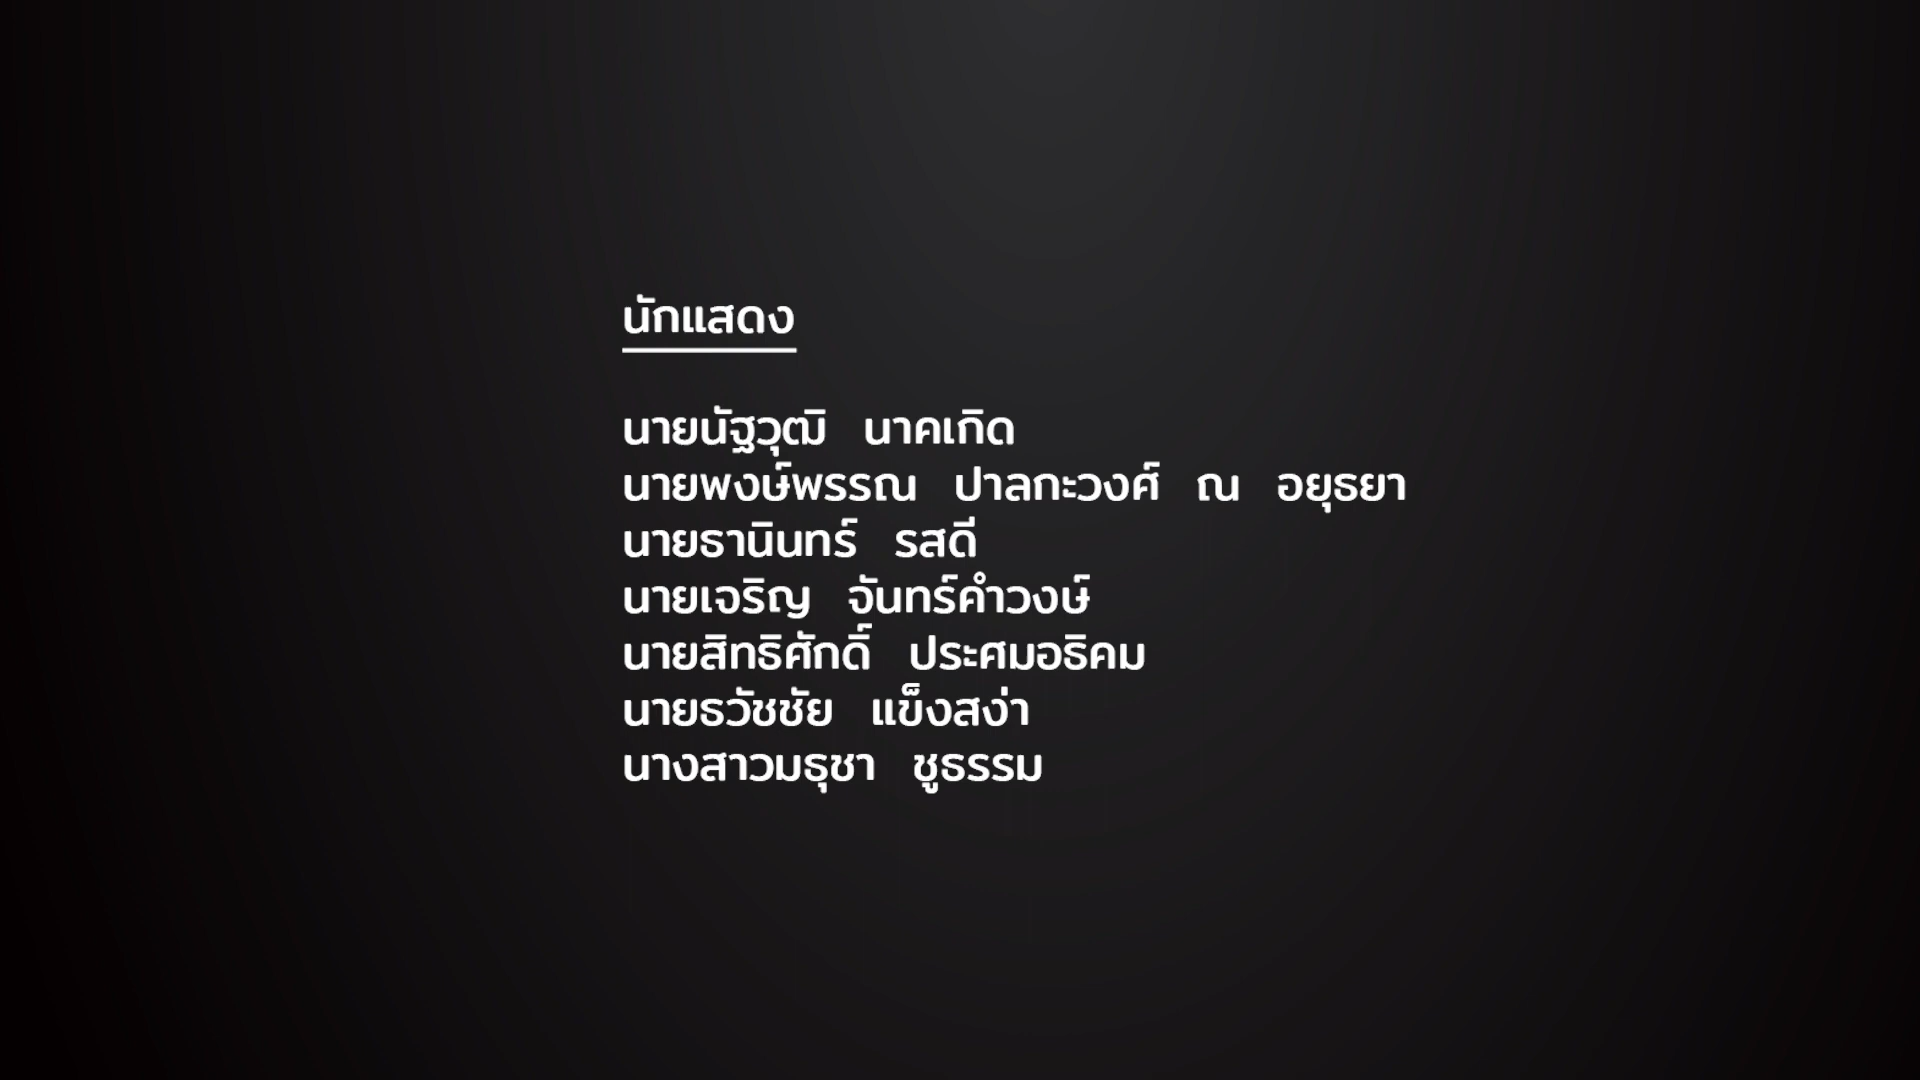 นักแสดง
นายนัฐวุฒิ นาคเกิด
นายพงษ์พรรณ ปาลกะวงศ์ ณ อยุธยา
นายธานินทร์ รสดี
นายเจริญ จันทร์คำวงษ์
นายสิทธิศักดิ์ ประศมอธิคม
นายธวัชชัย แข็งสง่า
นางสาวมธุชา ชูธรรม